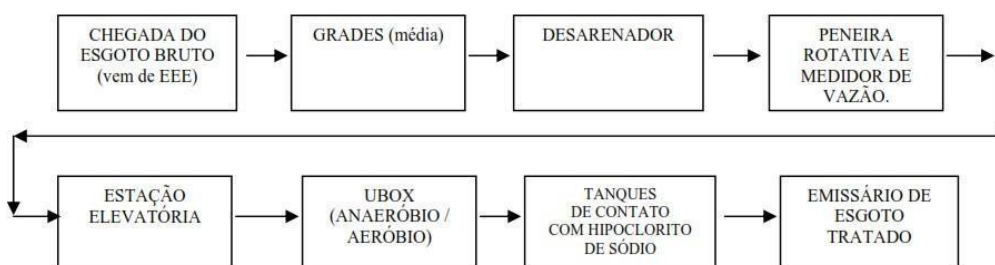 CHEGADA DO
ESGOTO BRUTO
(vem de EEE)
GRADES (média)
DESARENADOR
PENEIRA
ROTATIVA E
MEDIDOR DE
VAZÃO.
ESTAÇÃO
ELEVATÓRIA
UBOX
(ANAERÓBIO /
AERÓBIO)
TANQUES
DE CONTATO
COM HIPOCLORITO
DE SÓDIO
EMISSÁRIO DE
ESGOTO
TRATADO